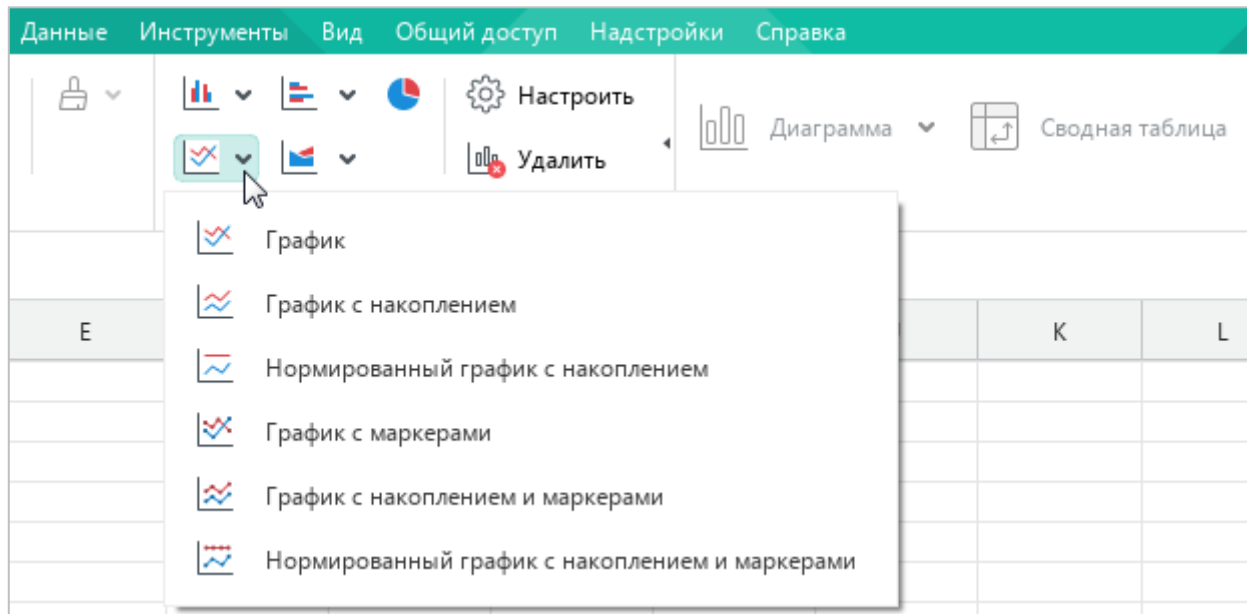 Данные Инструменты Вид Общий доступ Надстройки Справка
Настроить
Диаграмма Сводная таблица
Удалить
График
График с накоплением
E K L
Нормированный график с накоплением
График с маркерами
График с накоплением и маркерами
Нормированный график с накоплением и маркерами